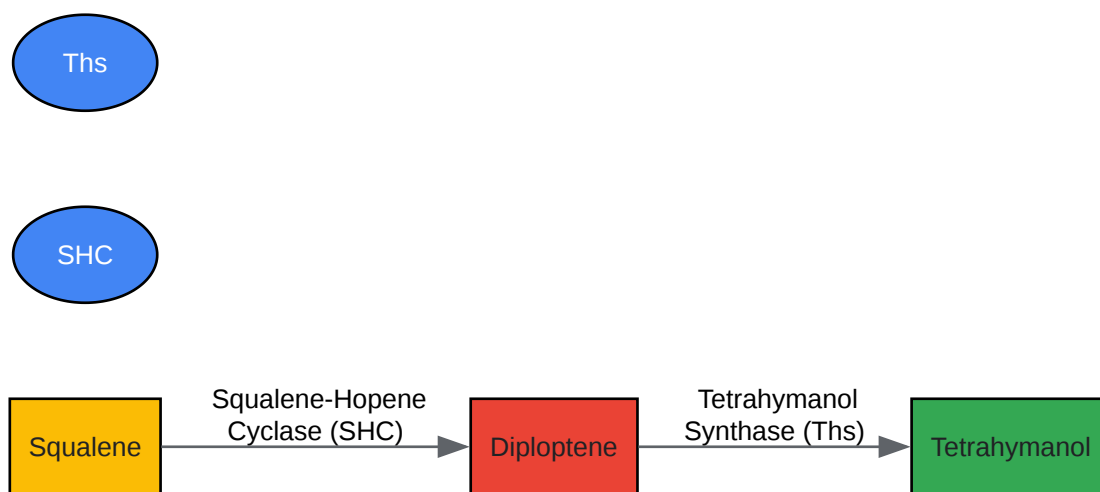 Ths
SHC
Squalene-Hopene
Cyclase (SHC)
Tetrahymanol
Synthase (Ths)
Squalene
Diploptene
Tetrahymanol